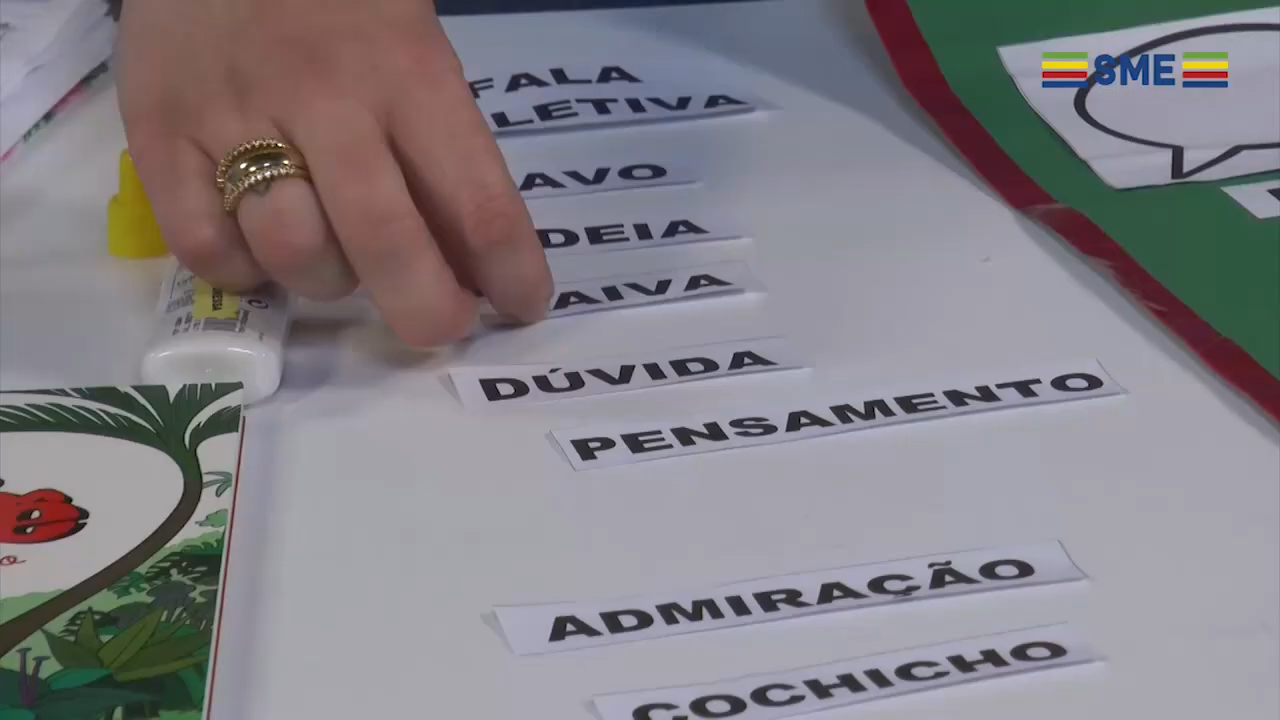 FALA
LETIVA
AVO
DEIA
AIVA
DÚVIDA
PENSAMENTO
ADMIRAÇÃO
COCHICHO
SME